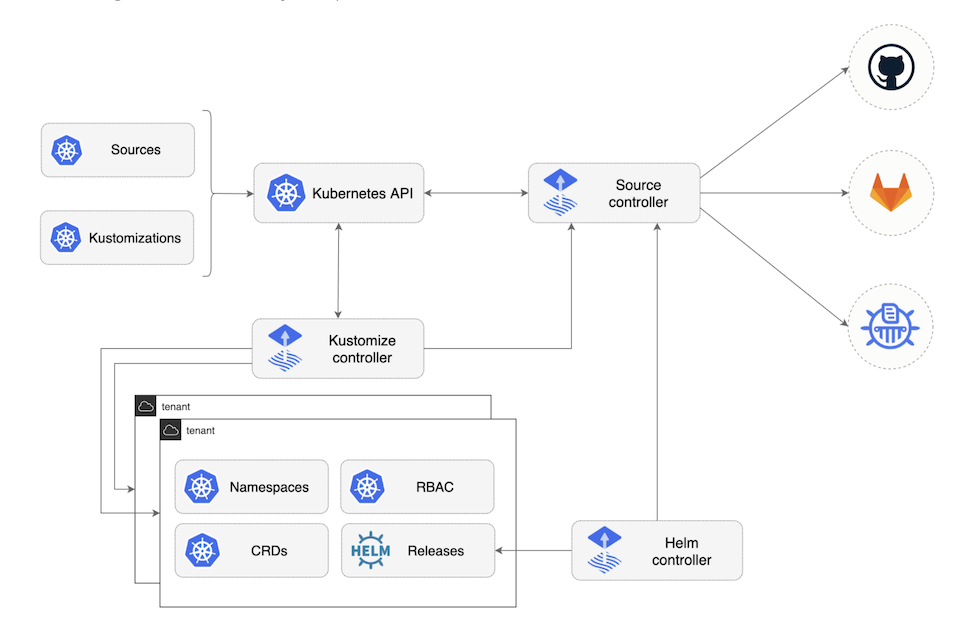 Sources
Kustomizations
Kubernetes API
Source
controller
Kustomize
controller
tenant
tenant
Namespaces
RBAC
CRDs
HELM
Releases
Helm
controller